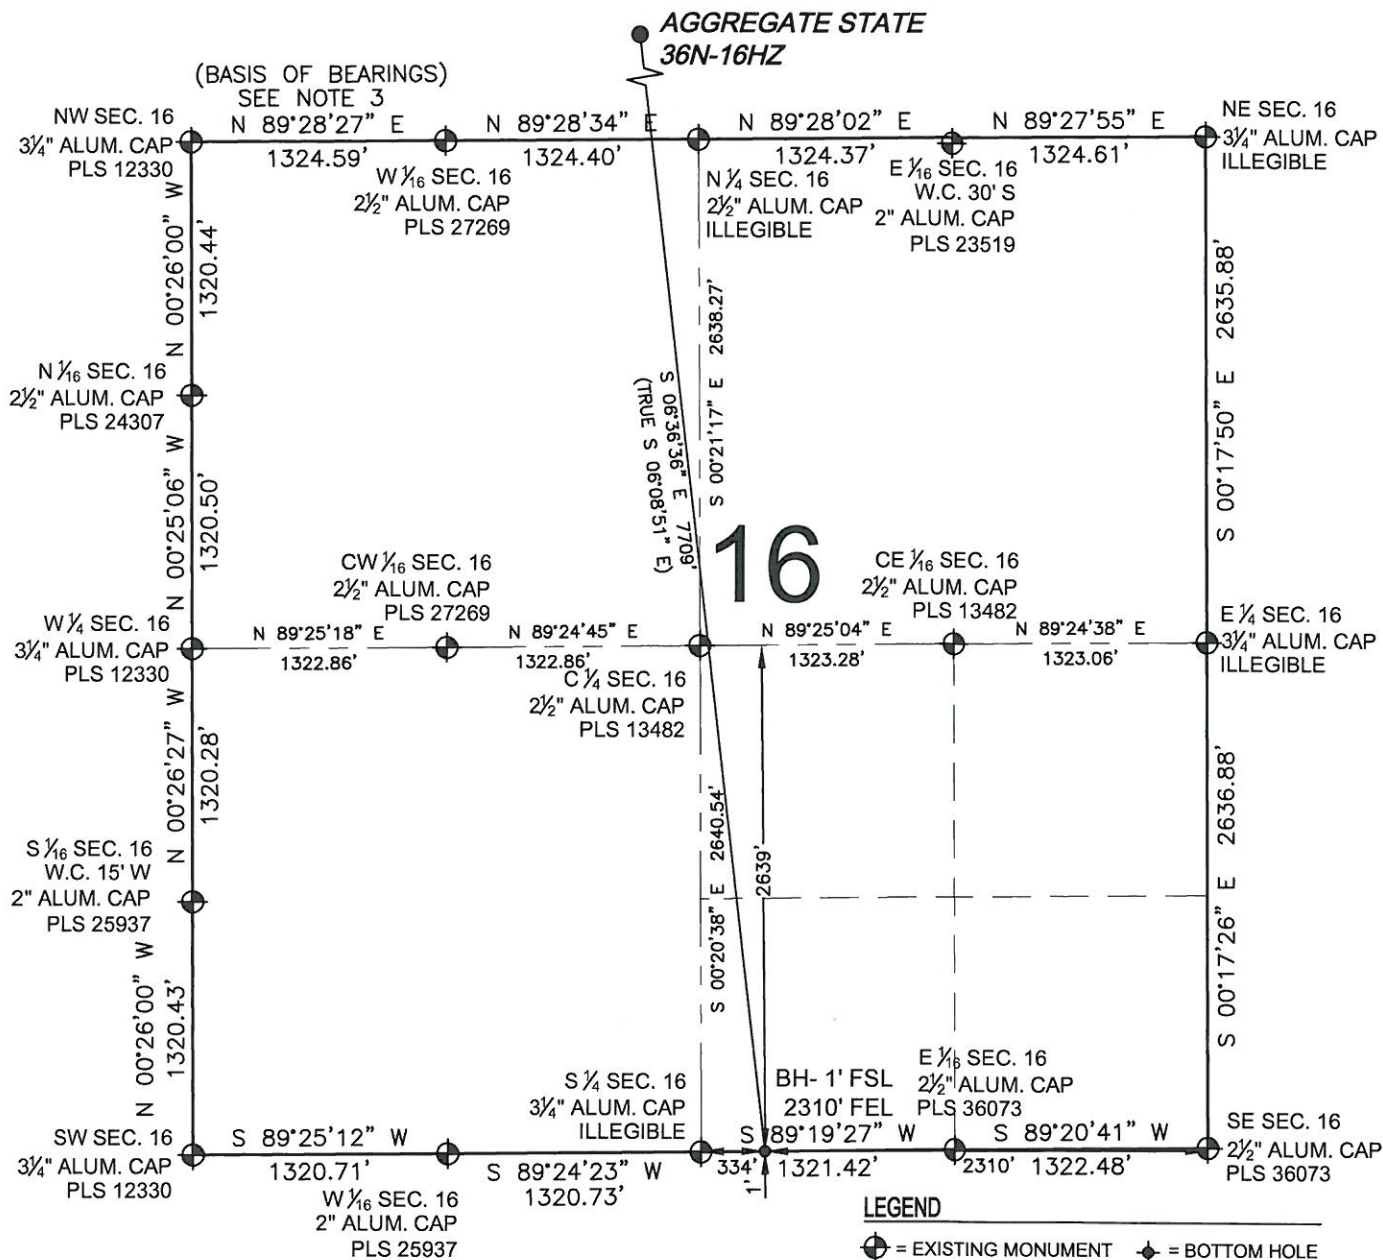 AGGREGATE STATE
36N-16HZ
(BASIS OF BEARINGS)
SEE NOTE 3
NW SEC. 16
3¼" ALUM. CAP
PLS 12330
N 89°28'27" E
1324.59'
N 89°28'34" E
1324.40'
N 89°28'02" E
1324.37'
N 89°27'55" E
1324.61'
NE SEC. 16
3¼" ALUM. CAP
ILLEGIBLE
W 1⁄16 SEC. 16
2½" ALUM. CAP
PLS 27269
N ¼ SEC. 16
2½" ALUM. CAP
ILLEGIBLE
E 1⁄16 SEC. 16
W.C. 30' S
2" ALUM. CAP
PLS 23519
N 00°26'00" W
1320.44'
S 00°21'17" E 2638.27'
S 00°17'50" E 2635.88'
N 1⁄16 SEC. 16
2½" ALUM. CAP
PLS 24307
S 06°36'36" E 7709'
(TRUE S 06°08'51" E)
N 00°25'06" W
1320.50'
16
CW 1⁄16 SEC. 16
2½" ALUM. CAP
PLS 27269
CE 1⁄16 SEC. 16
2½" ALUM. CAP
PLS 13482
W ¼ SEC. 16
3¼" ALUM. CAP
PLS 12330
N 89°25'18" E
1322.86'
N 89°24'45" E
1322.86'
N 89°25'04" E
1323.28'
N 89°24'38" E
1323.06'
E ¼ SEC. 16
3¼" ALUM. CAP
ILLEGIBLE
C ¼ SEC. 16
2½" ALUM. CAP
PLS 13482
N 00°26'27" W
1320.28'
S 00°20'38" E 2640.54'
2639'
S 00°17'26" E 2636.88'
S 1⁄16 SEC. 16
W.C. 15' W
2" ALUM. CAP
PLS 25937
N 00°26'00" W
1320.43'
S ¼ SEC. 16
3¼" ALUM. CAP
ILLEGIBLE
BH- 1' FSL
2310' FEL
E 1⁄16 SEC. 16
2½" ALUM. CAP
PLS 36073
SW SEC. 16
3¼" ALUM. CAP
PLS 12330
S 89°25'12" W
1320.71'
S 89°24'23" W
1320.73'
S 89°19'27" W
334'
1321.42'
1'
S 89°20'41" W
2310'
1322.48'
SE SEC. 16
2½" ALUM. CAP
PLS 36073
W 1⁄16 SEC. 16
2" ALUM. CAP
PLS 25937
LEGEND
= EXISTING MONUMENT = BOTTOM HOLE